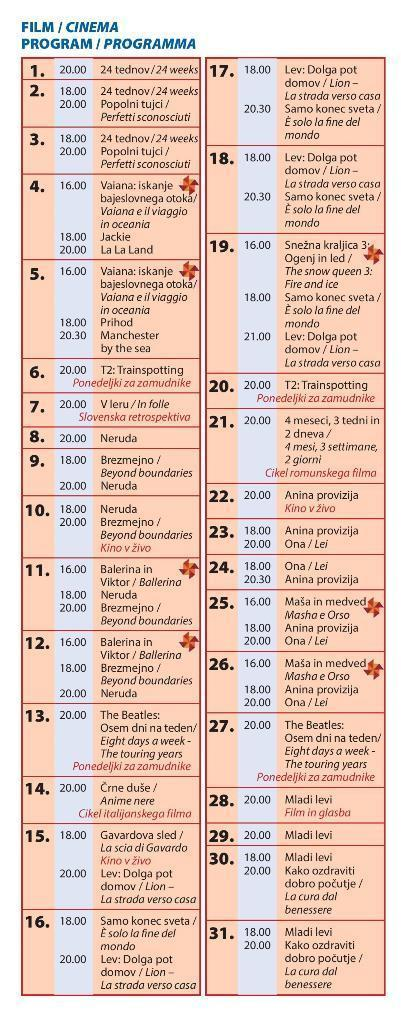 FILM / CINEMA
PROGRAM / PROGRAMMA
1. 20.00 24 tednov / 24 weeks
2. 18.00 24 tednov / 24 weeks
20.00 Popolni tujci /
Perfetti sconosciuti
3. 18.00 24 tednov / 24 weeks
20.00 Popolni tujci /
Perfetti sconosciuti
4. 16.00 Vaiana: iskanje
bajeslovnega otoka/
Vaiana e il viaggio
in oceania
18.00 Jackie
20.00 La La Land
5. 16.00 Vaiana: iskanje
bajeslovnega otoka/
Vaiana e il viaggio
in oceania
18.00 Prihod
20.30 Manchester
by the sea
6. 20.00 T2: Trainspotting
Ponedeljki za zamudnike
7. 20.00 V leru / In folle
Slovenska retrospektiva
8. 20.00 Neruda
9. 18.00 Brezmejno /
Beyond boundaries
20.00 Neruda
10. 18.00 Neruda
20.00 Brezmejno /
Beyond boundaries
Kino v živo
11. 16.00 Balerina in
Viktor / Ballerina
18.00 Neruda
20.00 Brezmejno /
Beyond boundaries
12. 16.00 Balerina in
Viktor / Ballerina
18.00 Brezmejno /
Beyond boundaries
20.00 Neruda
13. 20.00 The Beatles:
Osem dni na teden/
Eight days a week -
The touring years
Ponedeljki za zamudnike
14. 20.00 Črne duše /
Anime nere
Cikel italijanskega filma
15. 18.00 Gavardova sled /
La scia di Gavardo
Kino v živo
20.00 Lev: Dolga pot
domov / Lion –
La strada verso casa
16. 18.00 Samo konec sveta /
È solo la fine del
mondo
20.00 Lev: Dolga pot
domov / Lion –
La strada verso casa
17. 18.00 Lev: Dolga pot
domov / Lion –
La strada verso casa
20.30 Samo konec sveta /
È solo la fine del
mondo
18. 18.00 Lev: Dolga pot
domov / Lion –
La strada verso casa
20.30 Samo konec sveta /
È solo la fine del
mondo
19. 16.00 Snežna kraljica 3:
Ogenj in led /
The snow queen 3:
Fire and ice
18.00 Samo konec sveta /
È solo la fine del
mondo
21.00 Lev: Dolga pot
domov / Lion –
La strada verso casa
20. 20.00 T2: Trainspotting
Ponedeljki za zamudnike
21. 20.00 4 meseci, 3 tedni in
2 dneva /
4 mesi, 3 settimane,
2 giorni
Cikel romunskega filma
22. 20.00 Anina provizija
Kino v živo
23. 18.00 Anina provizija
20.00 Ona / Lei
24. 18.00 Ona / Lei
20.30 Anina provizija
25. 16.00 Maša in medved
Masha e Orso
18.00 Anina provizija
20.00 Ona / Lei
26. 16.00 Maša in medved
Masha e Orso
18.00 Anina provizija
20.00 Ona / Lei
27. 20.00 The Beatles:
Osem dni na teden/
Eight days a week -
The touring years
Ponedeljki za zamudnike
28. 20.00 Mladi levi
Film in glasba
29. 20.00 Mladi levi
30. 18.00 Mladi levi
20.00 Kako ozdraviti
dobro počutje /
La cura dal
benessere
31. 18.00 Mladi levi
20.00 Kako ozdraviti
dobro počutje /
La cura dal
benessere